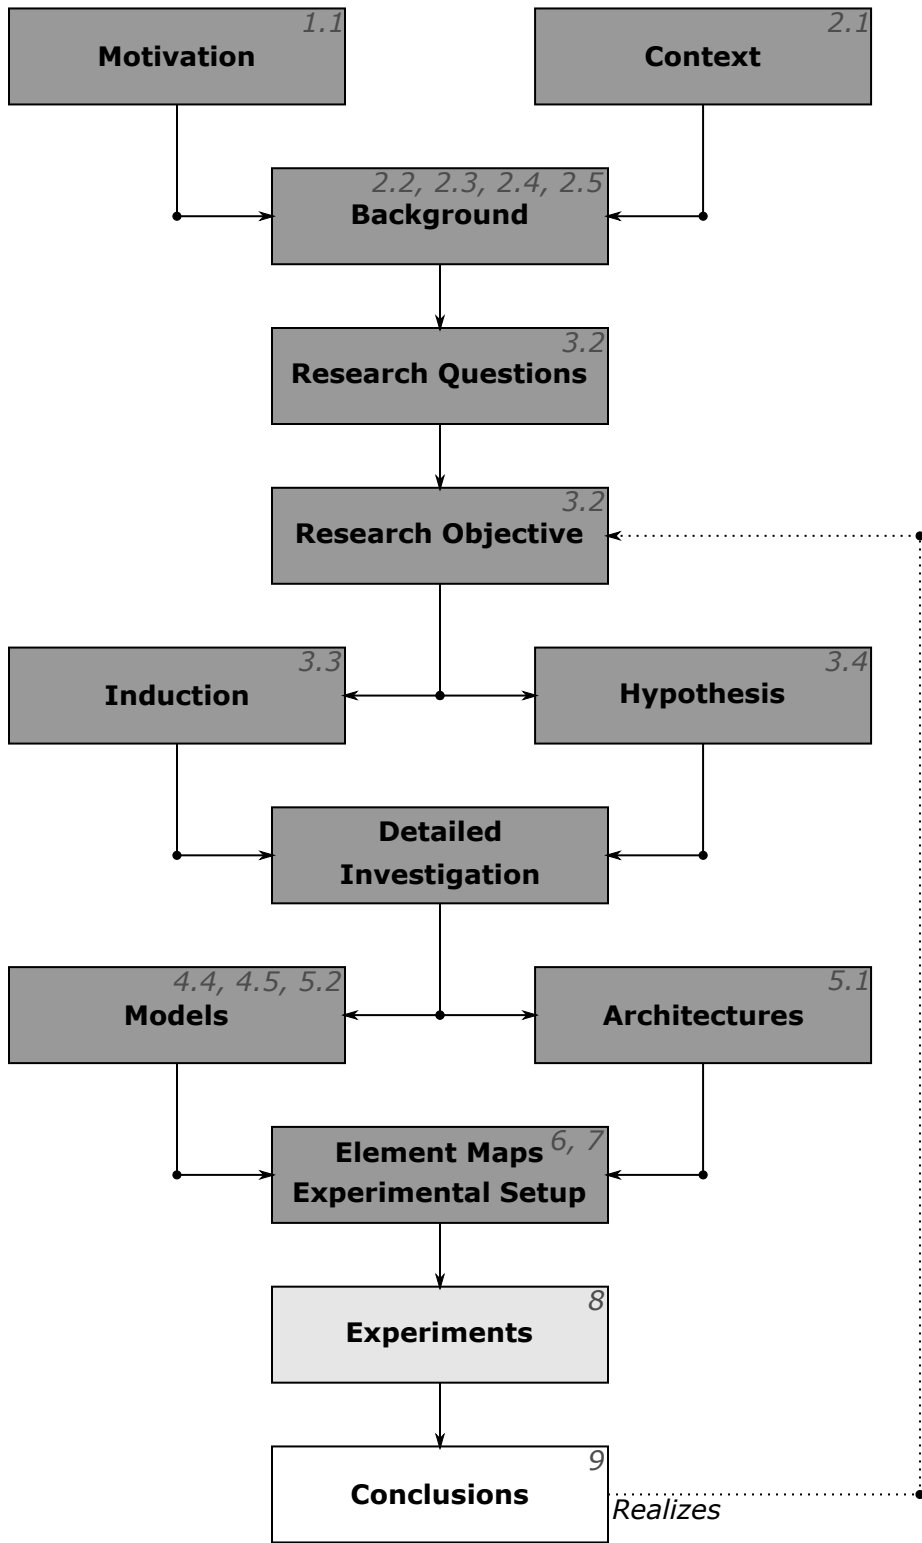 1.1
Motivation
2.1
Context
2.2, 2.3, 2.4, 2.5
Background
3.2
Research Questions
3.2
Research Objective
3.3
Induction
3.4
Hypothesis
Detailed
Investigation
4.4, 4.5, 5.2
Models
5.1
Architectures
6, 7
Element Maps
Experimental Setup
8
Experiments
9
Conclusions
Realizes